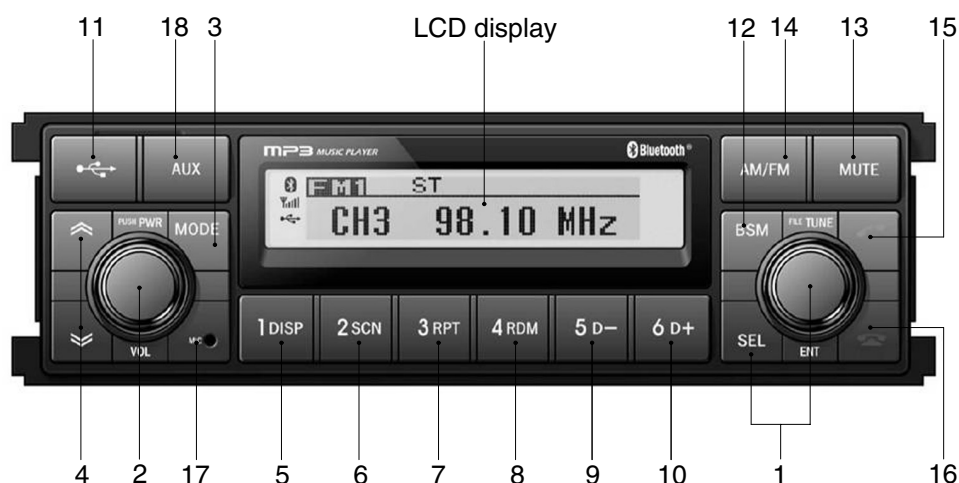 11 18 3 LCD display 12 14 13 15
MP3 MUSIC PLAYER Bluetooth®
AUX AM/FM MUTE
FM1 ST
PUSH PWR MODE BSM FILE TUNE
CH3 98.10 MHz
1 DISP 2 SCN 3 RPT 4 RDM 5 D− 6 D+
VOL MIC SEL ENT
4 2 17 5 6 7 8 9 10 1 16